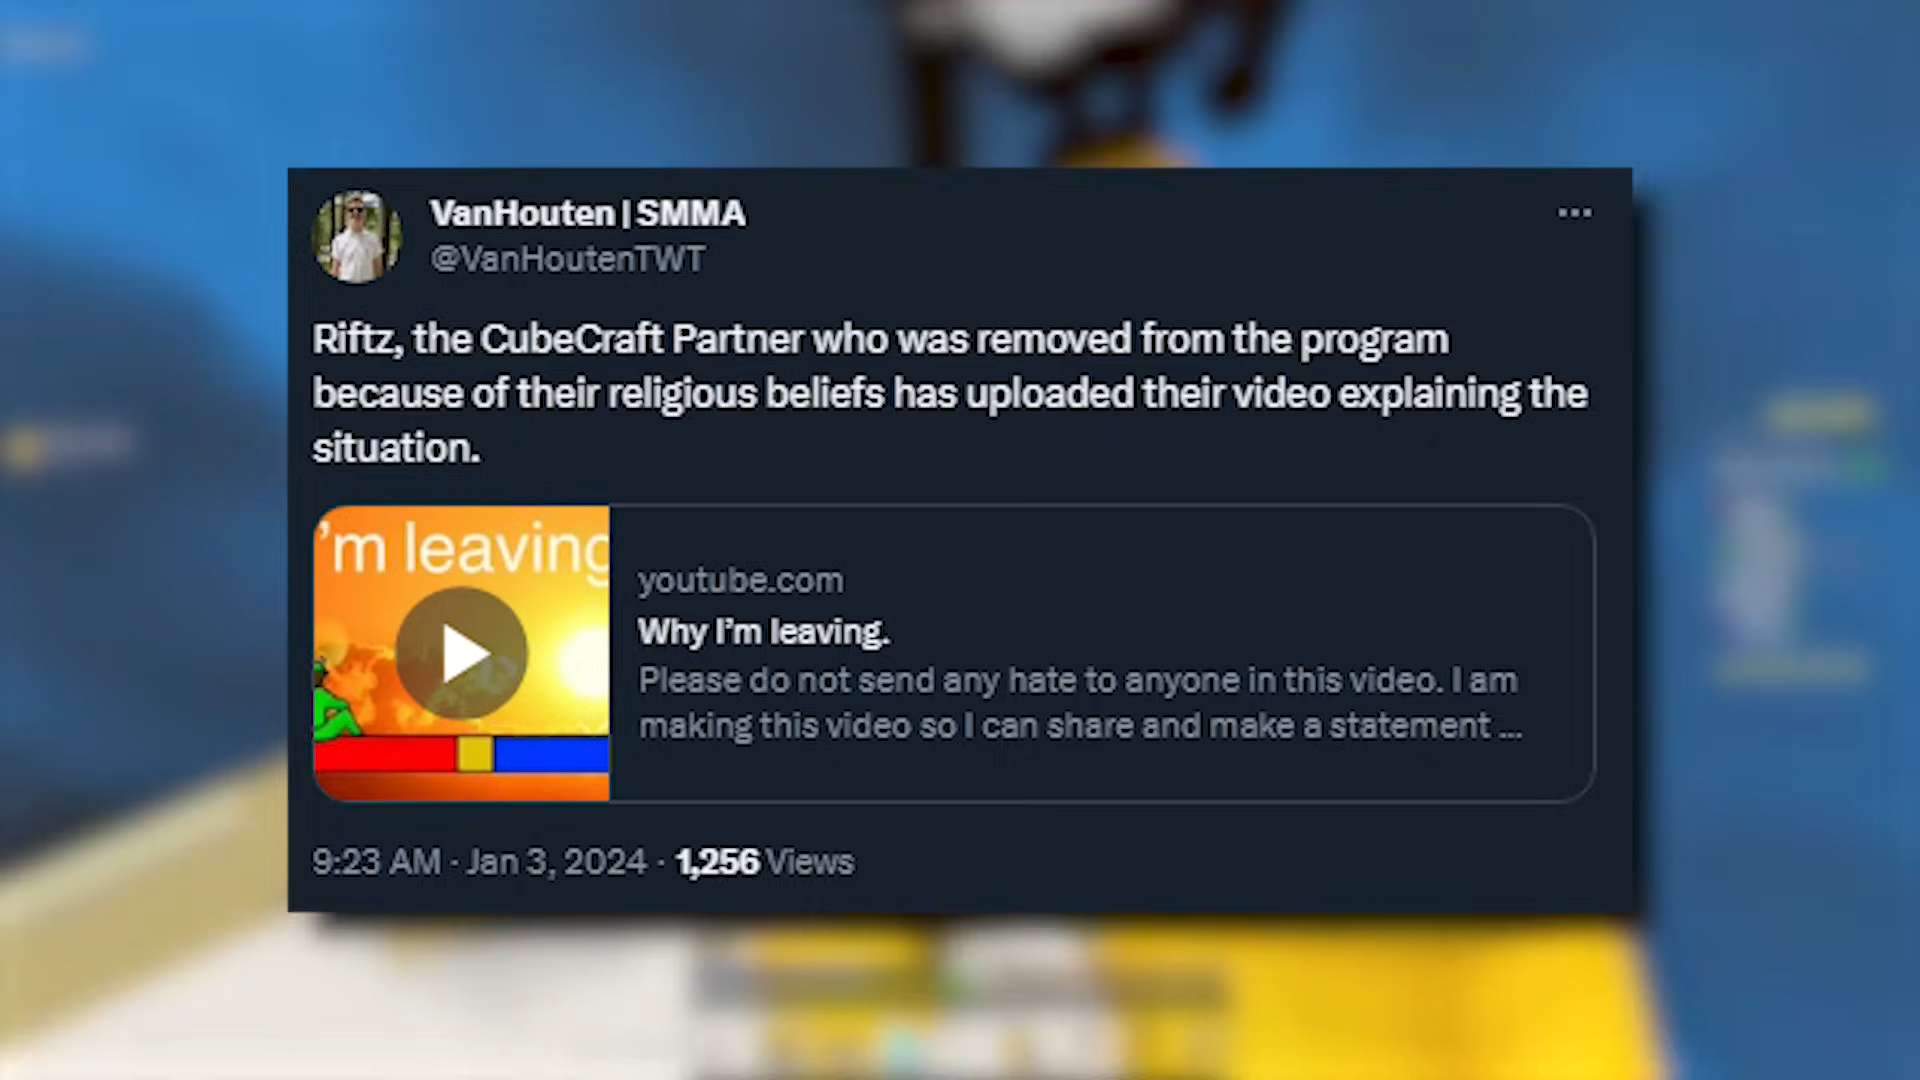 VanHouten | SMMA
@VanHoutenTWT
Riftz, the CubeCraft Partner who was removed from the program
because of their religious beliefs has uploaded their video explaining the
situation.
'm leaving
youtube.com
Why I'm leaving.
Please do not send any hate to anyone in this video. I am
making this video so I can share and make a statement ...
9:23 AM · Jan 3, 2024 · 1,256 Views